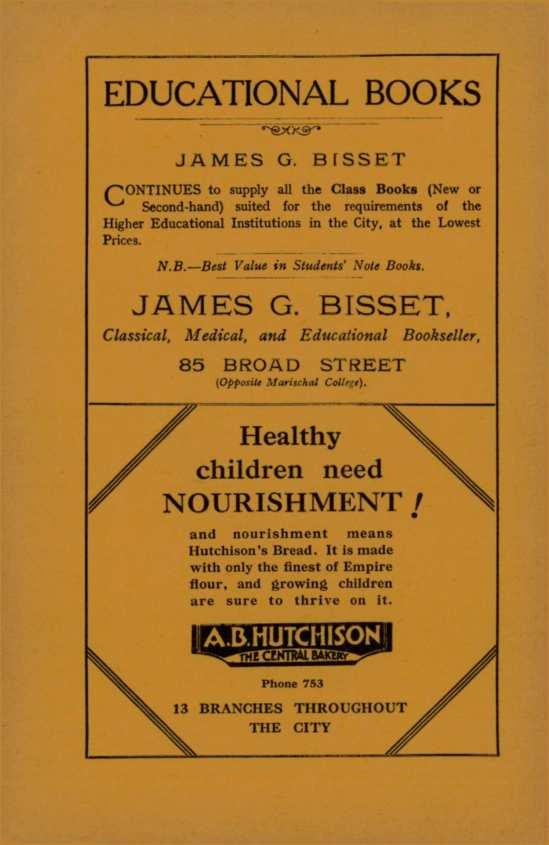 EDUCATIONAL BOOKS
JAMES G. BISSET
CONTINUES to supply all the Class Books (New or
Second-hand) suited for the requirements of the
Higher Educational Institutions in the City, at the Lowest
Prices.
N.B.—Best Value in Students' Note Books.
JAMES G. BISSET,
Classical, Medical, and Educational Bookseller,
85 BROAD STREET
(Opposite Marischal College).
Healthy
children need
NOURISHMENT!
and nourishment means
Hutchison's Bread. It is made
with only the finest of Empire
flour, and growing children
are sure to thrive on it.
A.B. HUTCHISON
THE CENTRAL BAKERY
Phone 753
13 BRANCHES THROUGHOUT
THE CITY